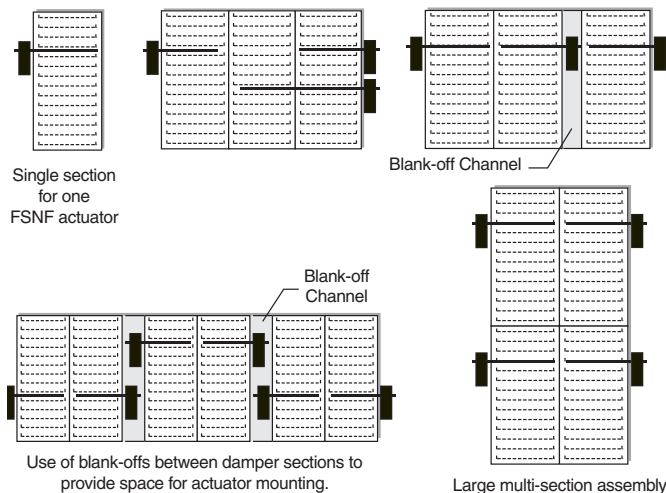 Single section
for one
FSNF actuator
Blank-off Channel
Blank-off
Channel
Use of blank-offs between damper sections to
provide space for actuator mounting.
Large multi-section assembly